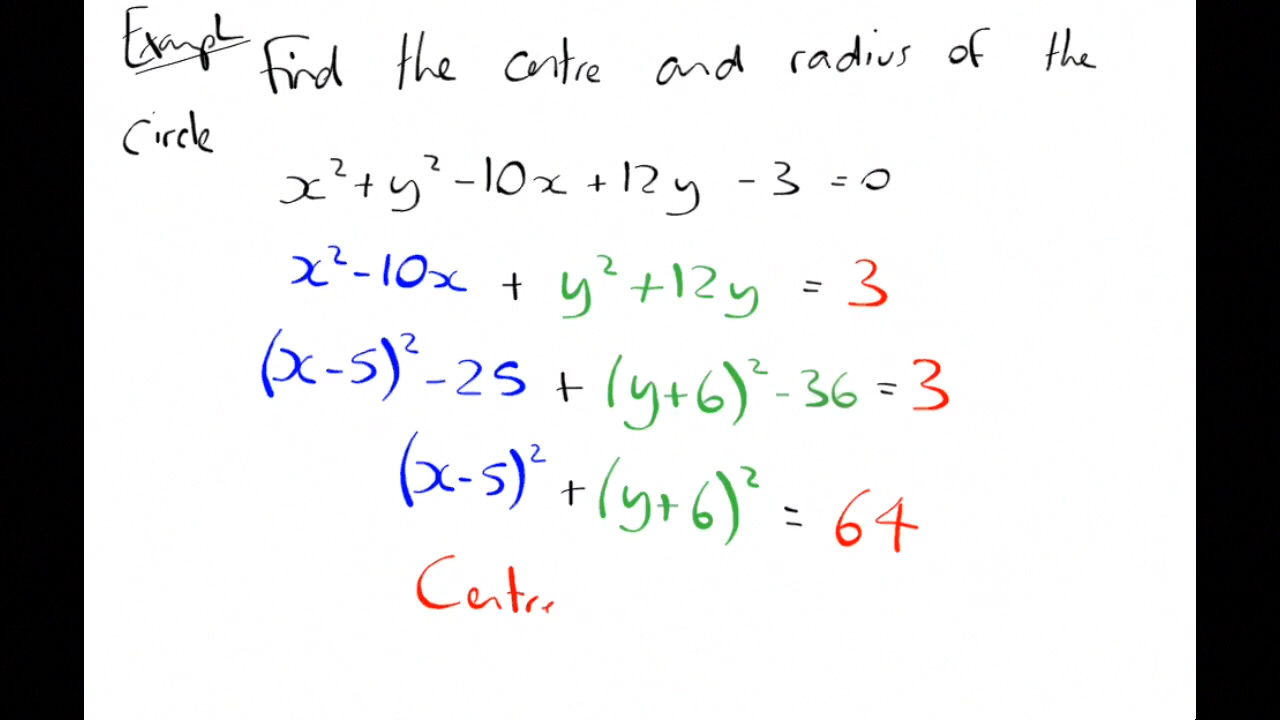 Example Find the centre and radius of the
Circle
x² + y² - 10x + 12y - 3 = 0
x² - 10x + y² + 12y = 3
(x - 5)² - 25 + (y + 6)² - 36 = 3
(x - 5)² + (y + 6)² = 64
Centre